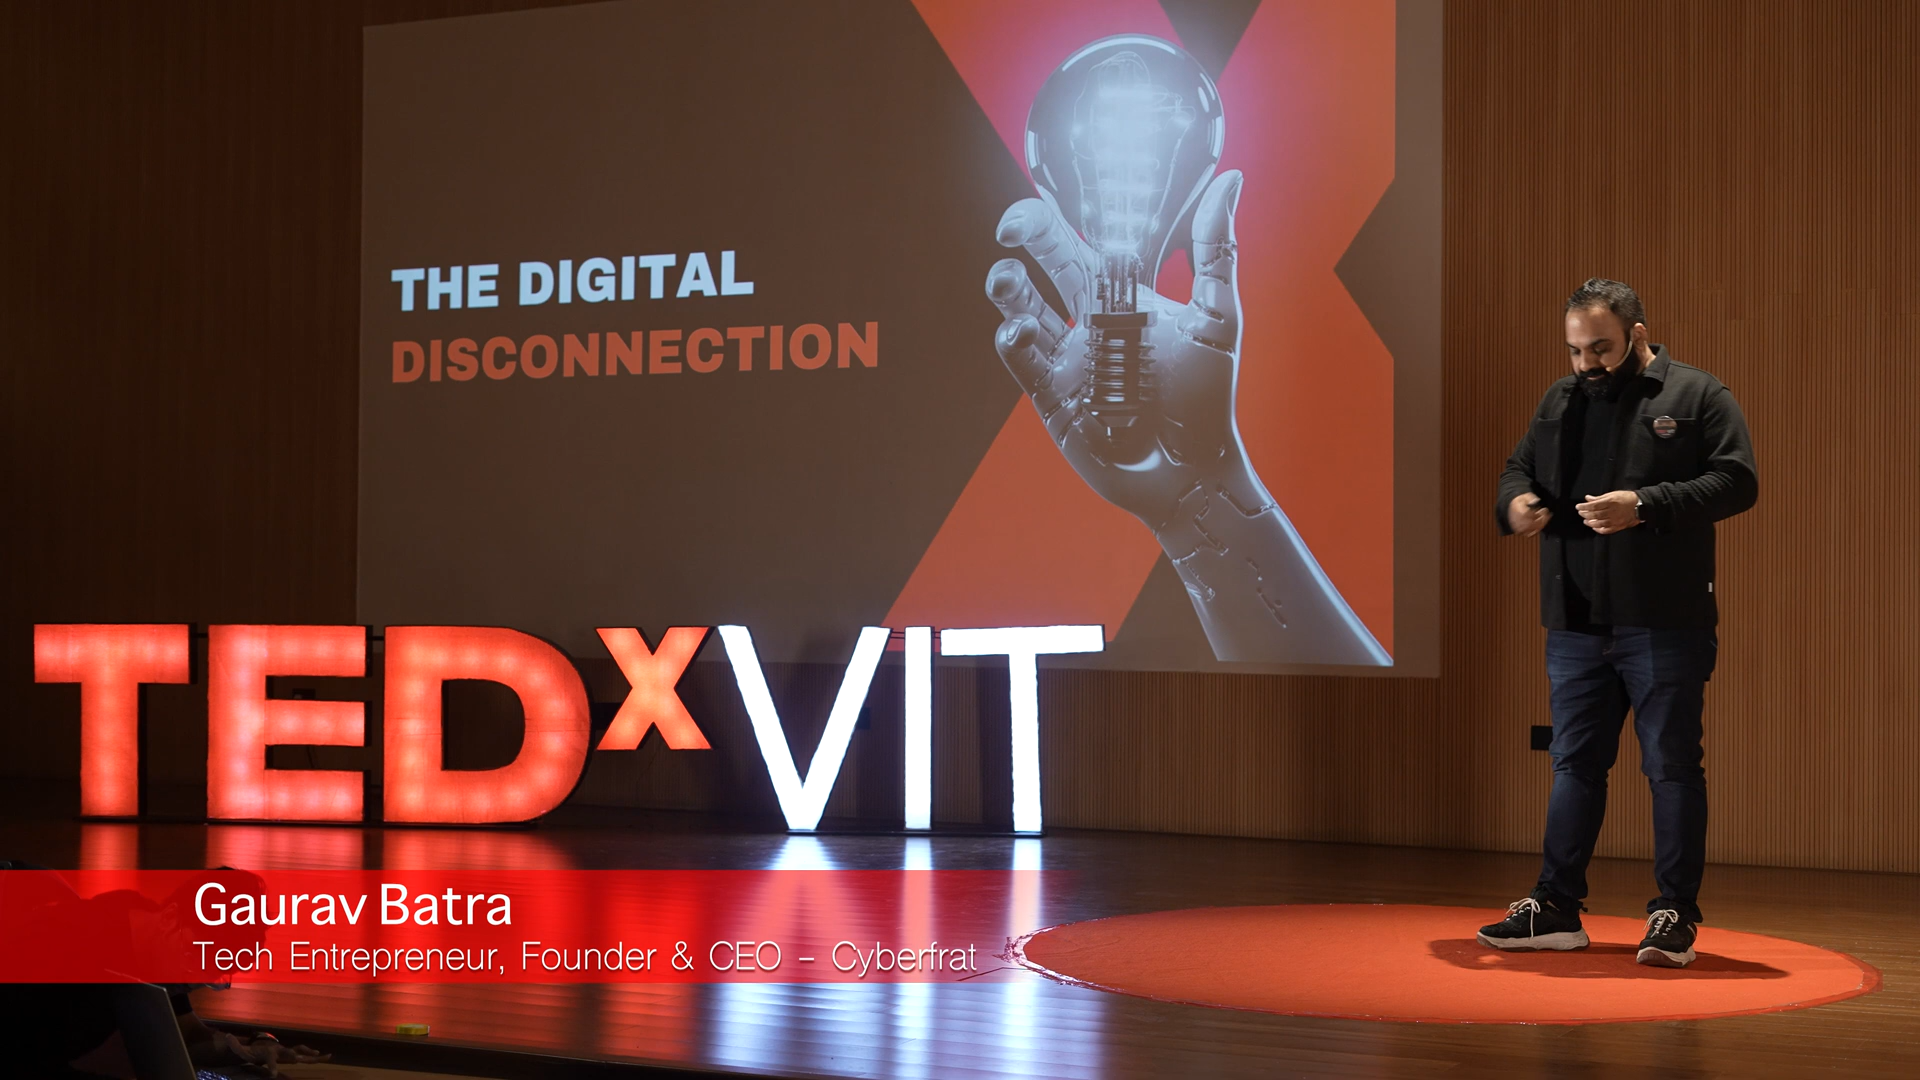 THE DIGITAL
DISCONNECTION
TEDxVIT
Gaurav Batra
Tech Entrepreneur, Founder & CEO - Cyberfrat